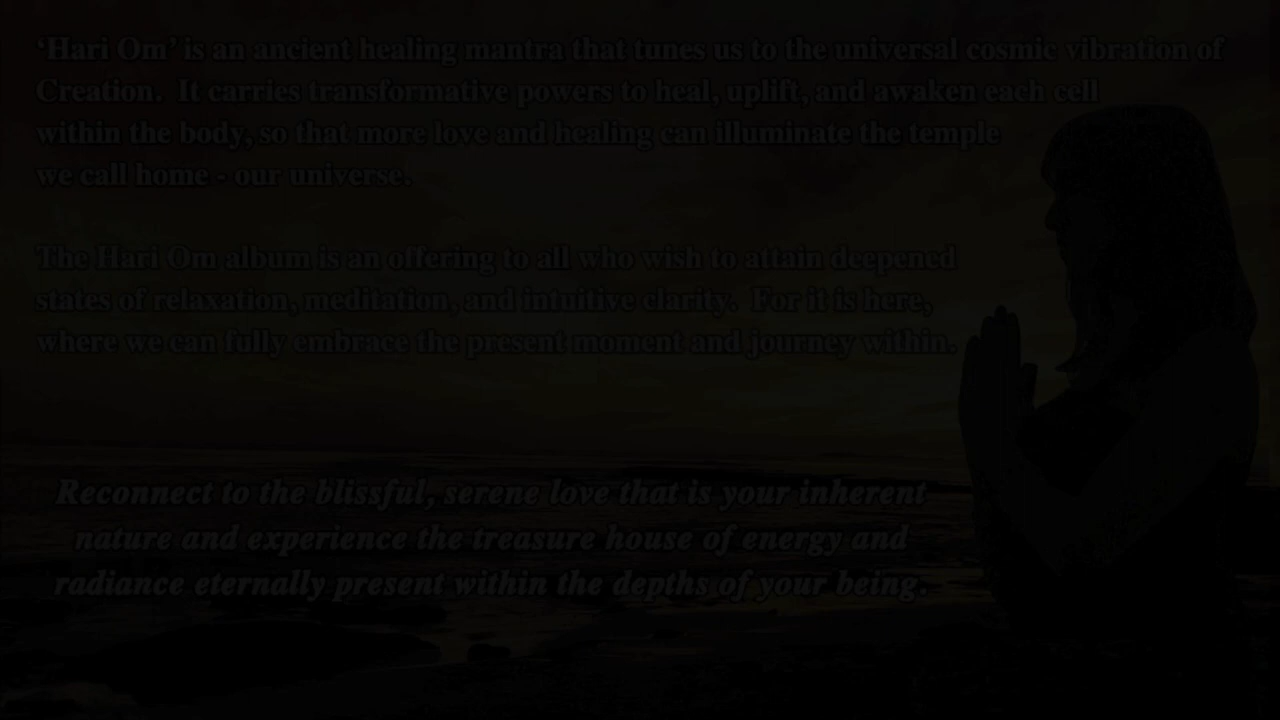 ‘Hari Om’ is an ancient healing mantra that tunes us to the universal cosmic vibration of
Creation.  It carries transformative powers to heal, uplift, and awaken each cell
within the body, so that more love and healing can illuminate the temple
we call home - our universe.
The Hari Om album is an offering to all who wish to attain deepened
states of relaxation, meditation, and intuitive clarity.  For it is here,
where we can fully embrace the present moment and journey within.
Reconnect to the blissful, serene love that is your inherent
nature and experience the treasure house of energy and
radiance eternally present within the depths of your being.